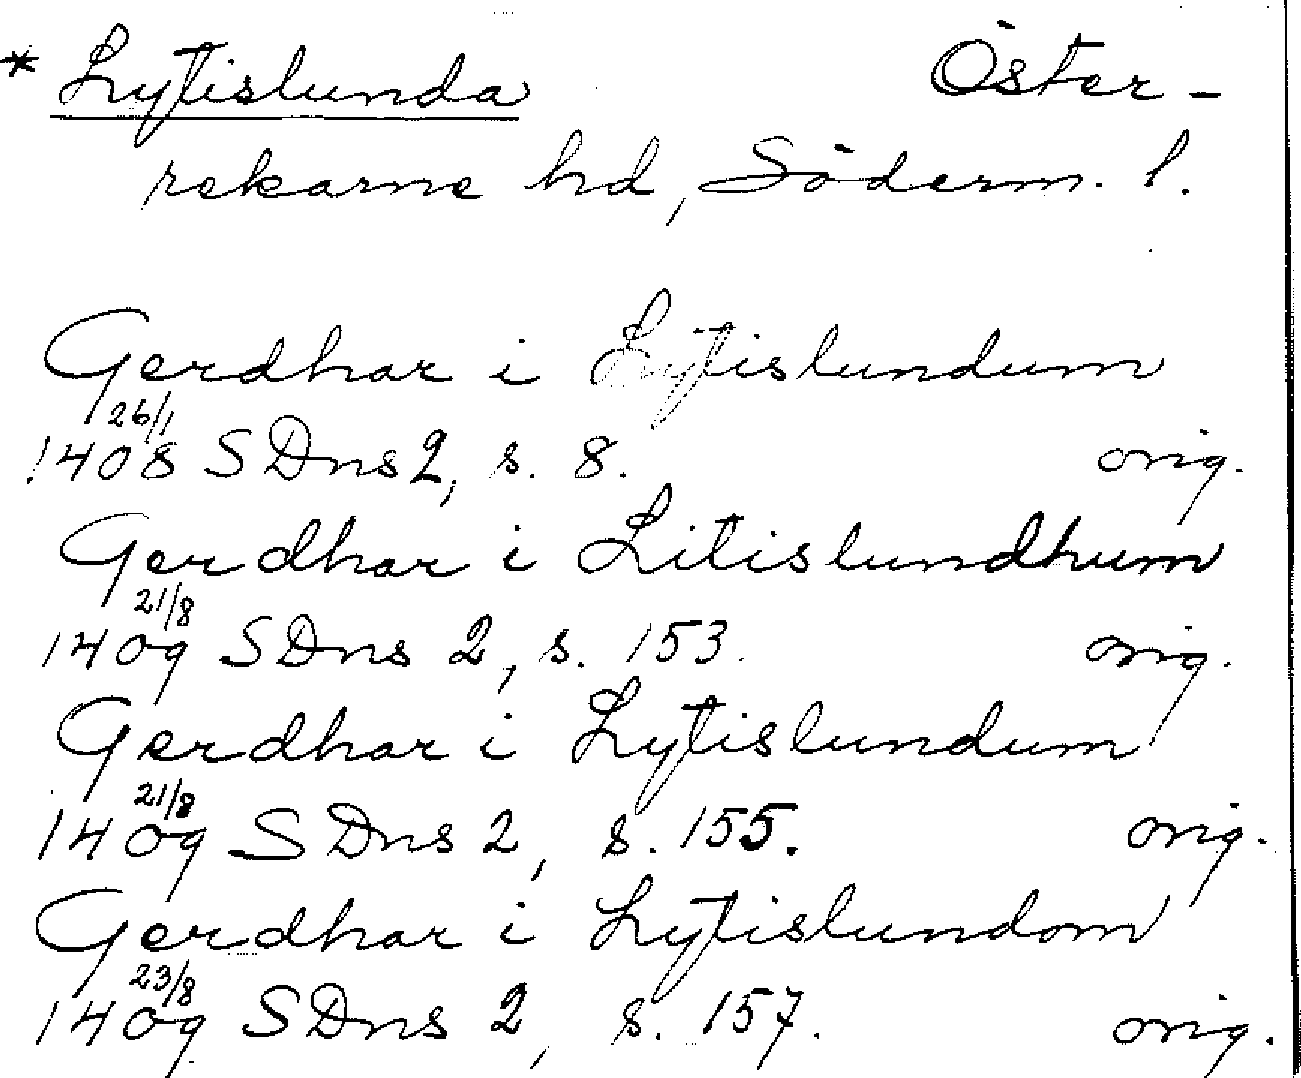 * Lytislunda Öster-
rekarne hd, Söderm. l.
Gerdhar i Lytislundum
26/1
1408 SDns 2, s. 8. orig.
Gerdhar i Litislundhum
21/8
1409 SDns 2, s. 153. orig.
Gerdhar i Lytislundum
21/8
1409 SDns 2, s. 155. orig.
Gerdhar i Lytislundom
23/8
1409 SDns 2, s. 157. orig.